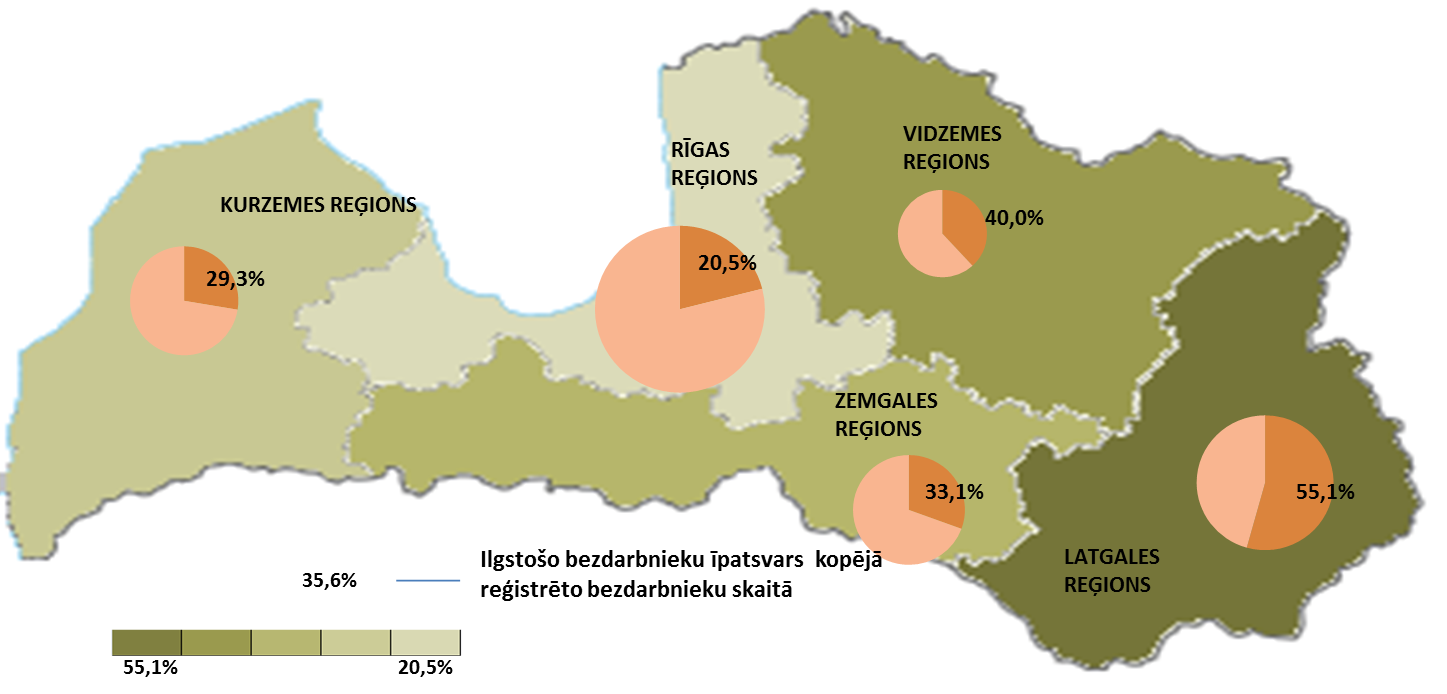 VIDZEMES
REĢIONS
40,0%
RĪGAS
REĢIONS
20,5%
KURZEMES REĢIONS
29,3%
ZEMGALES
REĢIONS
33,1%
55,1%
LATGALES
REĢIONS
35,6%
Ilgstošo bezdarbnieku īpatsvars kopējā
reģistrēto bezdarbnieku skaitā
55,1%
20,5%